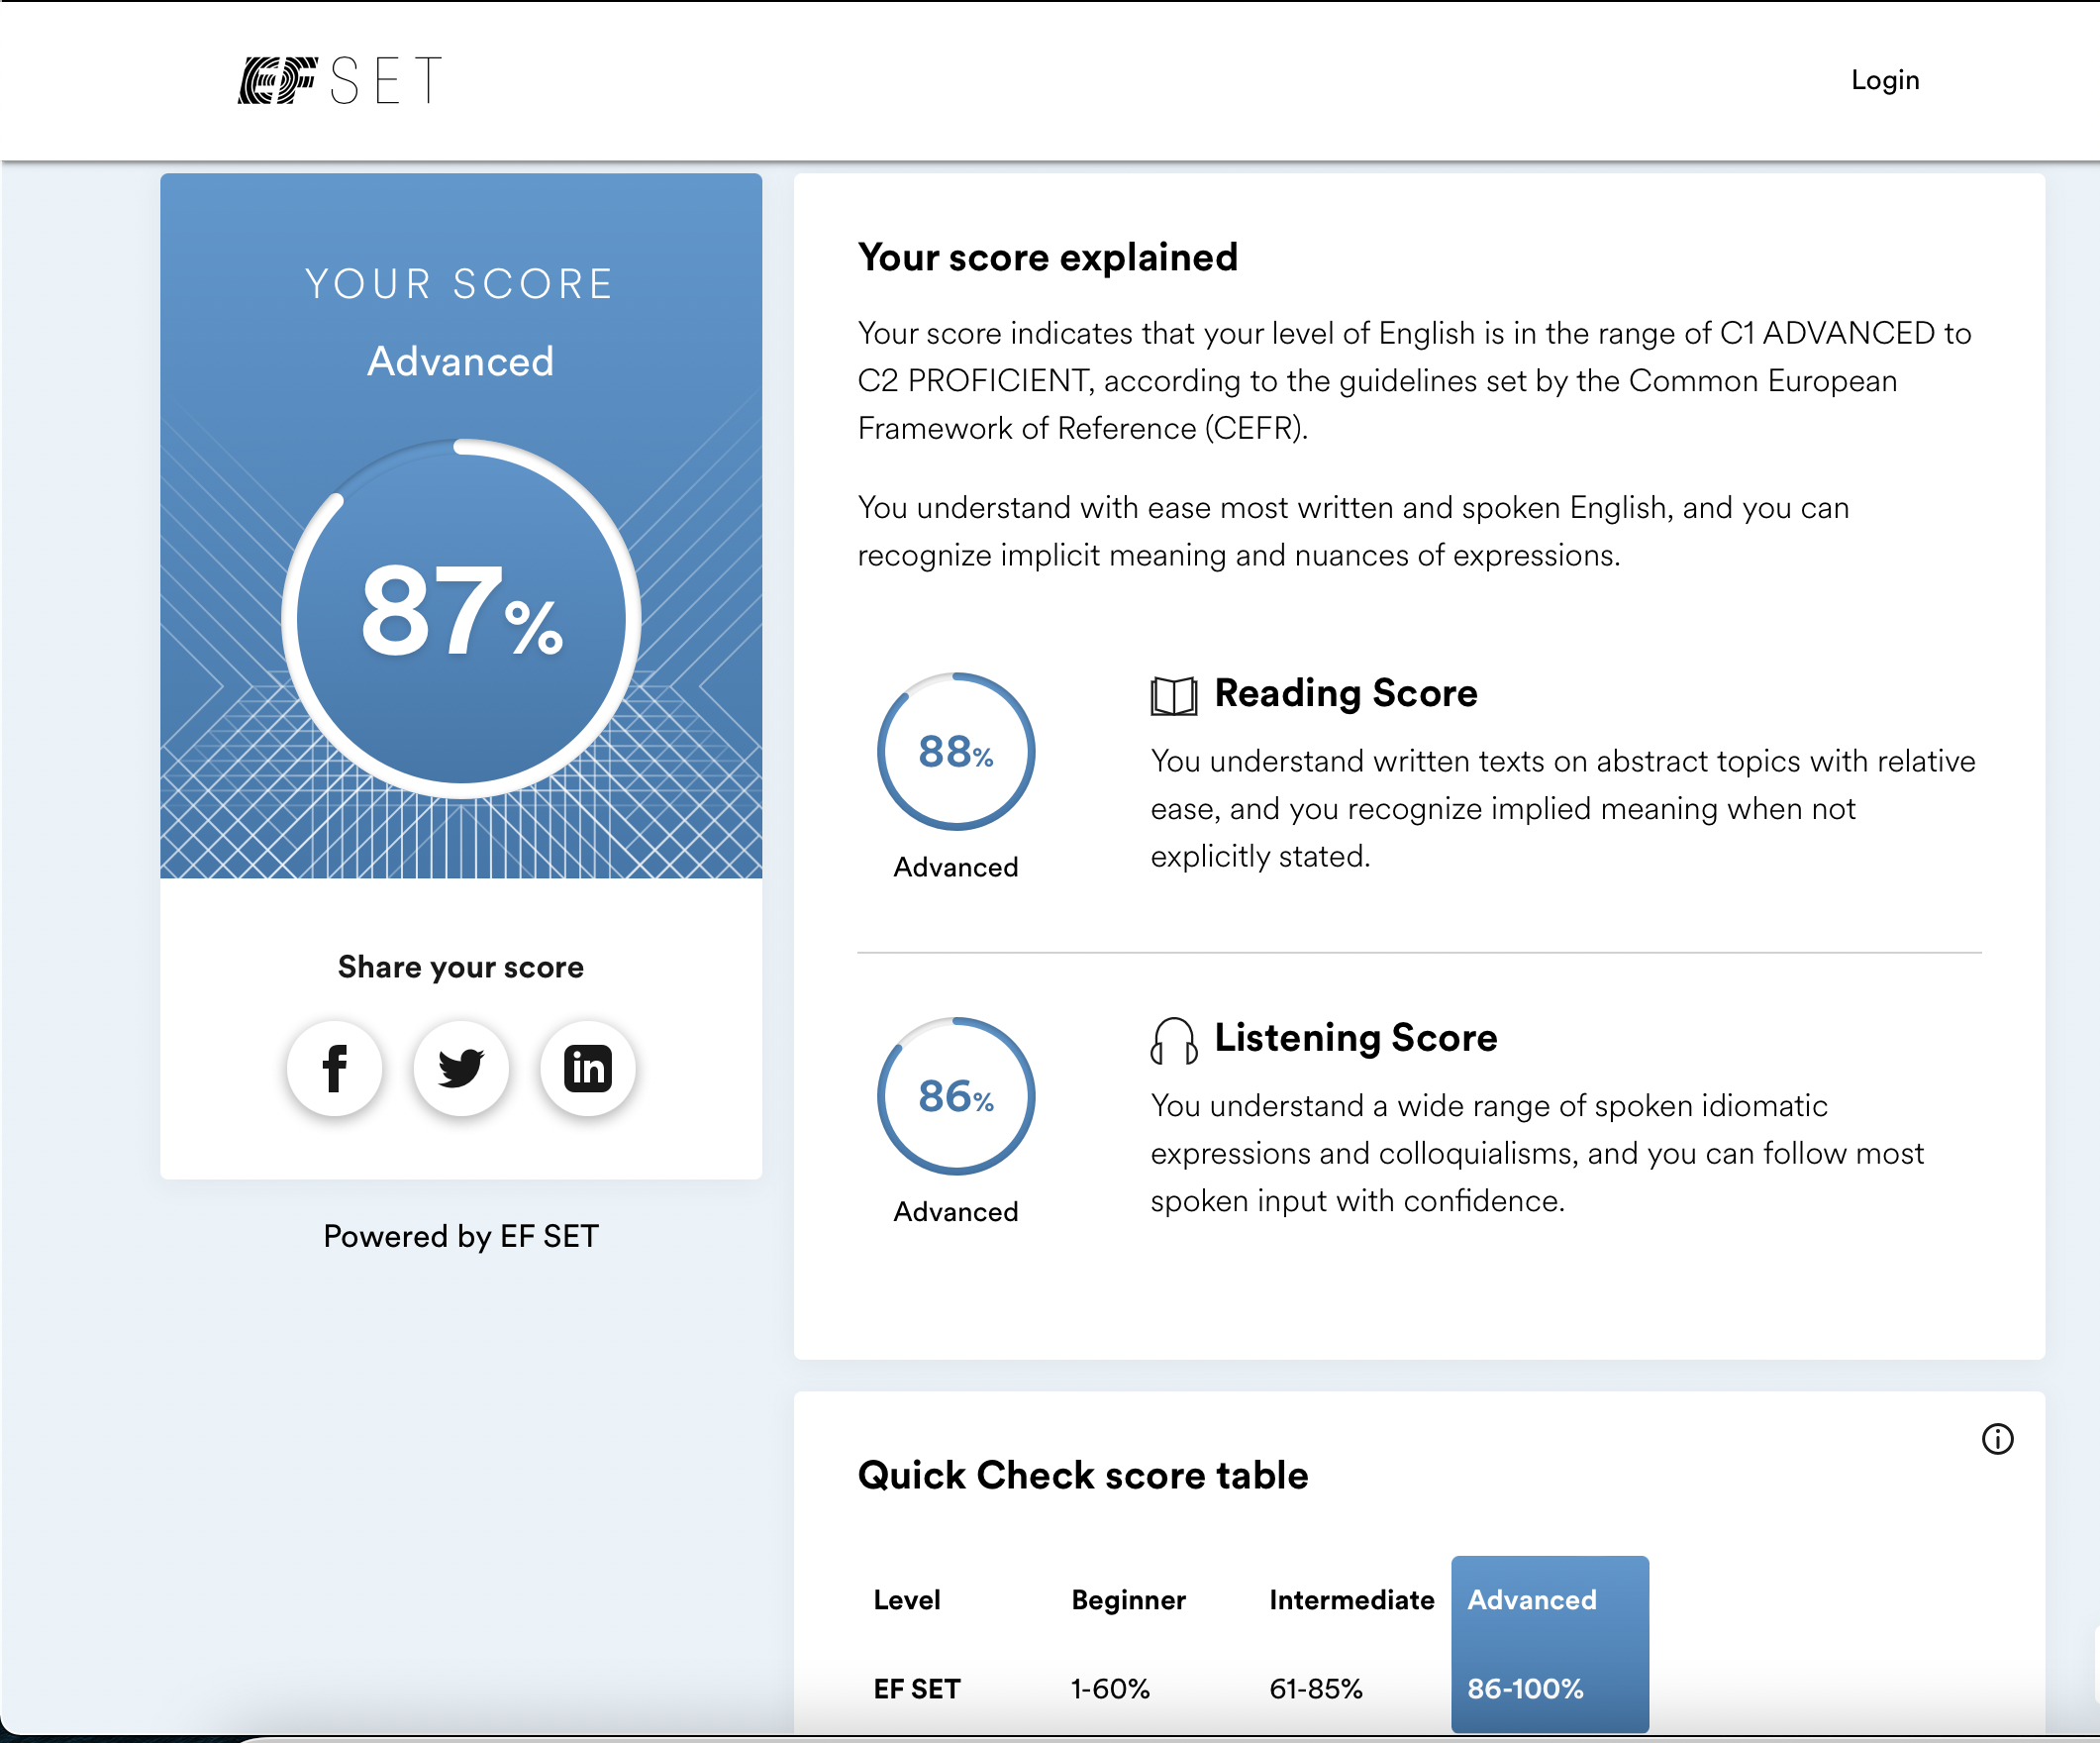 EF SET
Login
YOUR SCORE
Advanced
87%
Share your score
Powered by EF SET
Your score explained
Your score indicates that your level of English is in the range of C1 ADVANCED to
C2 PROFICIENT, according to the guidelines set by the Common European
Framework of Reference (CEFR).
You understand with ease most written and spoken English, and you can
recognize implicit meaning and nuances of expressions.
88%
Advanced
Reading Score
You understand written texts on abstract topics with relative
ease, and you recognize implied meaning when not
explicitly stated.
86%
Advanced
Listening Score
You understand a wide range of spoken idiomatic
expressions and colloquialisms, and you can follow most
spoken input with confidence.
Quick Check score table
Level Beginner Intermediate Advanced
EF SET 1-60% 61-85% 86-100%